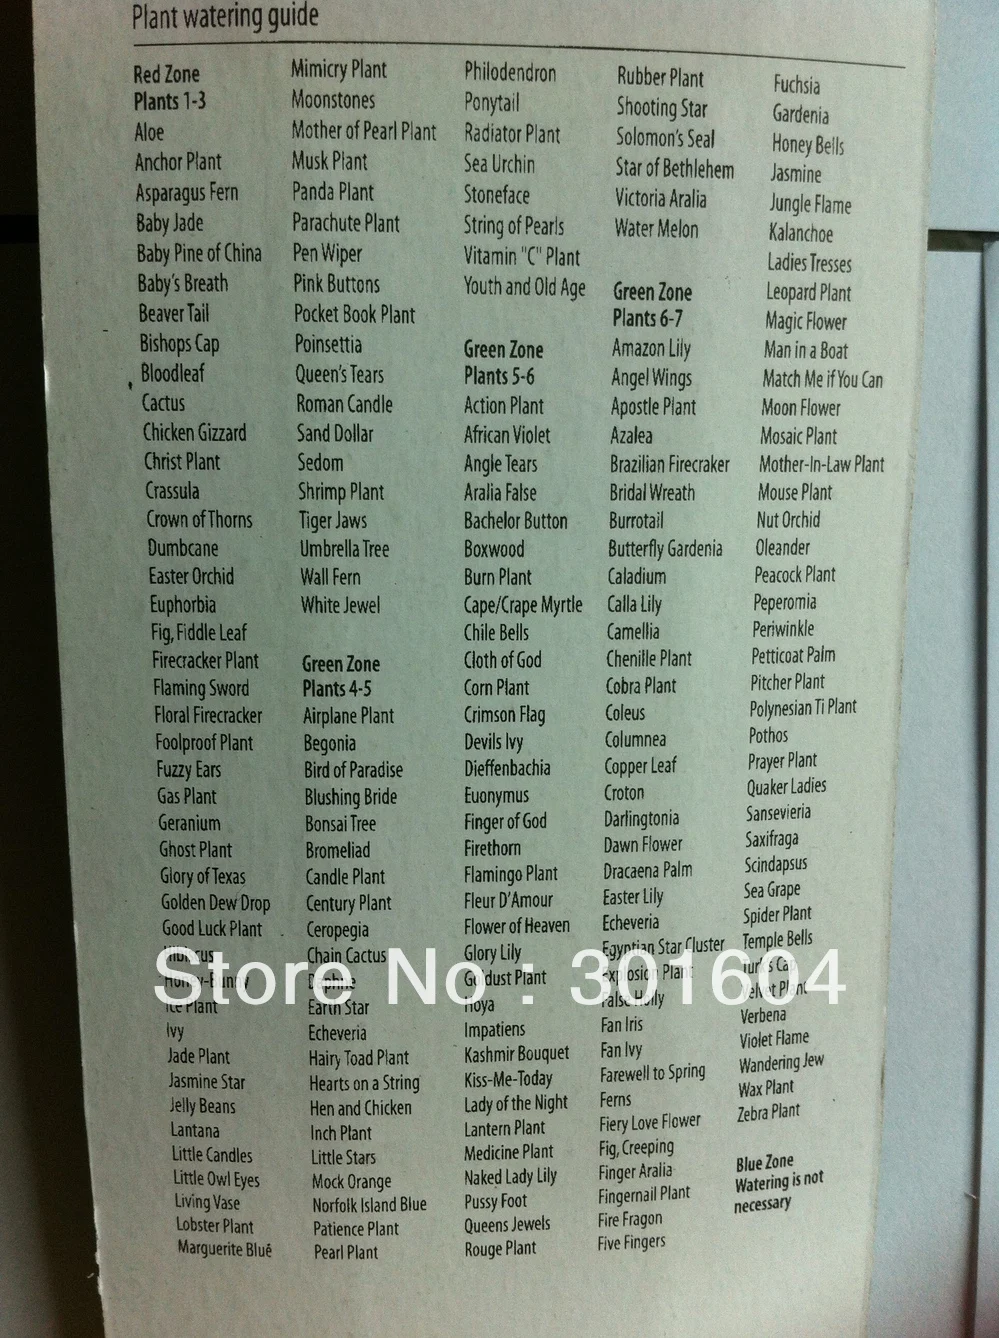 Plant watering guide
Red Zone
Plants 1-3
Aloe
Anchor Plant
Asparagus Fern
Baby Jade
Baby Pine of China
Baby's Breath
Beaver Tail
Bishops Cap
Bloodleaf
Cactus
Chicken Gizzard
Christ Plant
Crassula
Crown of Thorns
Dumbcane
Easter Orchid
Euphorbia
Fig, Fiddle Leaf
Firecracker Plant
Flaming Sword
Floral Firecracker
Foolproof Plant
Fuzzy Ears
Gas Plant
Geranium
Ghost Plant
Glory of Texas
Golden Dew Drop
Good Luck Plant
Hibiscus
Honey-Bunny
Ice Plant
Ivy
Jade Plant
Jasmine Star
Jelly Beans
Lantana
Little Candles
Little Owl Eyes
Living Vase
Lobster Plant
Marguerite Blue
Mimicry Plant
Moonstones
Mother of Pearl Plant
Musk Plant
Panda Plant
Parachute Plant
Pen Wiper
Pink Buttons
Pocket Book Plant
Poinsettia
Queen's Tears
Roman Candle
Sand Dollar
Sedom
Shrimp Plant
Tiger Jaws
Umbrella Tree
Wall Fern
White Jewel
Green Zone
Plants 4-5
Airplane Plant
Begonia
Bird of Paradise
Blushing Bride
Bonsai Tree
Bromeliad
Candle Plant
Century Plant
Ceropegia
Chain Cactus
Daphne
Earth Star
Echeveria
Hairy Toad Plant
Hearts on a String
Hen and Chicken
Inch Plant
Little Stars
Mock Orange
Norfolk Island Blue
Patience Plant
Pearl Plant
Philodendron
Ponytail
Radiator Plant
Sea Urchin
Stoneface
String of Pearls
Vitamin "C" Plant
Youth and Old Age
Green Zone
Plants 5-6
Action Plant
African Violet
Angle Tears
Aralia False
Bachelor Button
Boxwood
Burn Plant
Cape/Crape Myrtle
Chile Bells
Cloth of God
Corn Plant
Crimson Flag
Devils Ivy
Dieffenbachia
Euonymus
Finger of God
Firethorn
Flamingo Plant
Fleur D'Amour
Flower of Heaven
Glory Lily
Goldust Plant
Hoya
Impatiens
Kashmir Bouquet
Kiss-Me-Today
Lady of the Night
Lantern Plant
Medicine Plant
Naked Lady Lily
Pussy Foot
Queens Jewels
Rouge Plant
Rubber Plant
Shooting Star
Solomon's Seal
Star of Bethlehem
Victoria Aralia
Water Melon
Green Zone
Plants 6-7
Amazon Lily
Angel Wings
Apostle Plant
Azalea
Brazilian Firecraker
Bridal Wreath
Burrotail
Butterfly Gardenia
Caladium
Calla Lily
Camellia
Chenille Plant
Cobra Plant
Coleus
Columnea
Copper Leaf
Croton
Darlingtonia
Dawn Flower
Dracaena Palm
Easter Lily
Echeveria
Egyptian Star Cluster
Explosion Plant
False Holly
Fan Iris
Fan Ivy
Farewell to Spring
Ferns
Fiery Love Flower
Fig, Creeping
Finger Aralia
Fingernail Plant
Fire Fragon
Five Fingers
Fuchsia
Gardenia
Honey Bells
Jasmine
Jungle Flame
Kalanchoe
Ladies Tresses
Leopard Plant
Magic Flower
Man in a Boat
Match Me if You Can
Moon Flower
Mosaic Plant
Mother-In-Law Plant
Mouse Plant
Nut Orchid
Oleander
Peacock Plant
Peperomia
Periwinkle
Petticoat Palm
Pitcher Plant
Polynesian Ti Plant
Pothos
Prayer Plant
Quaker Ladies
Sansevieria
Saxifraga
Scindapsus
Sea Grape
Spider Plant
Temple Bells
Turks Cap
Velvet Plant
Verbena
Violet Flame
Wandering Jew
Wax Plant
Zebra Plant
Blue Zone
Watering is not
necessary
Store No : 301604